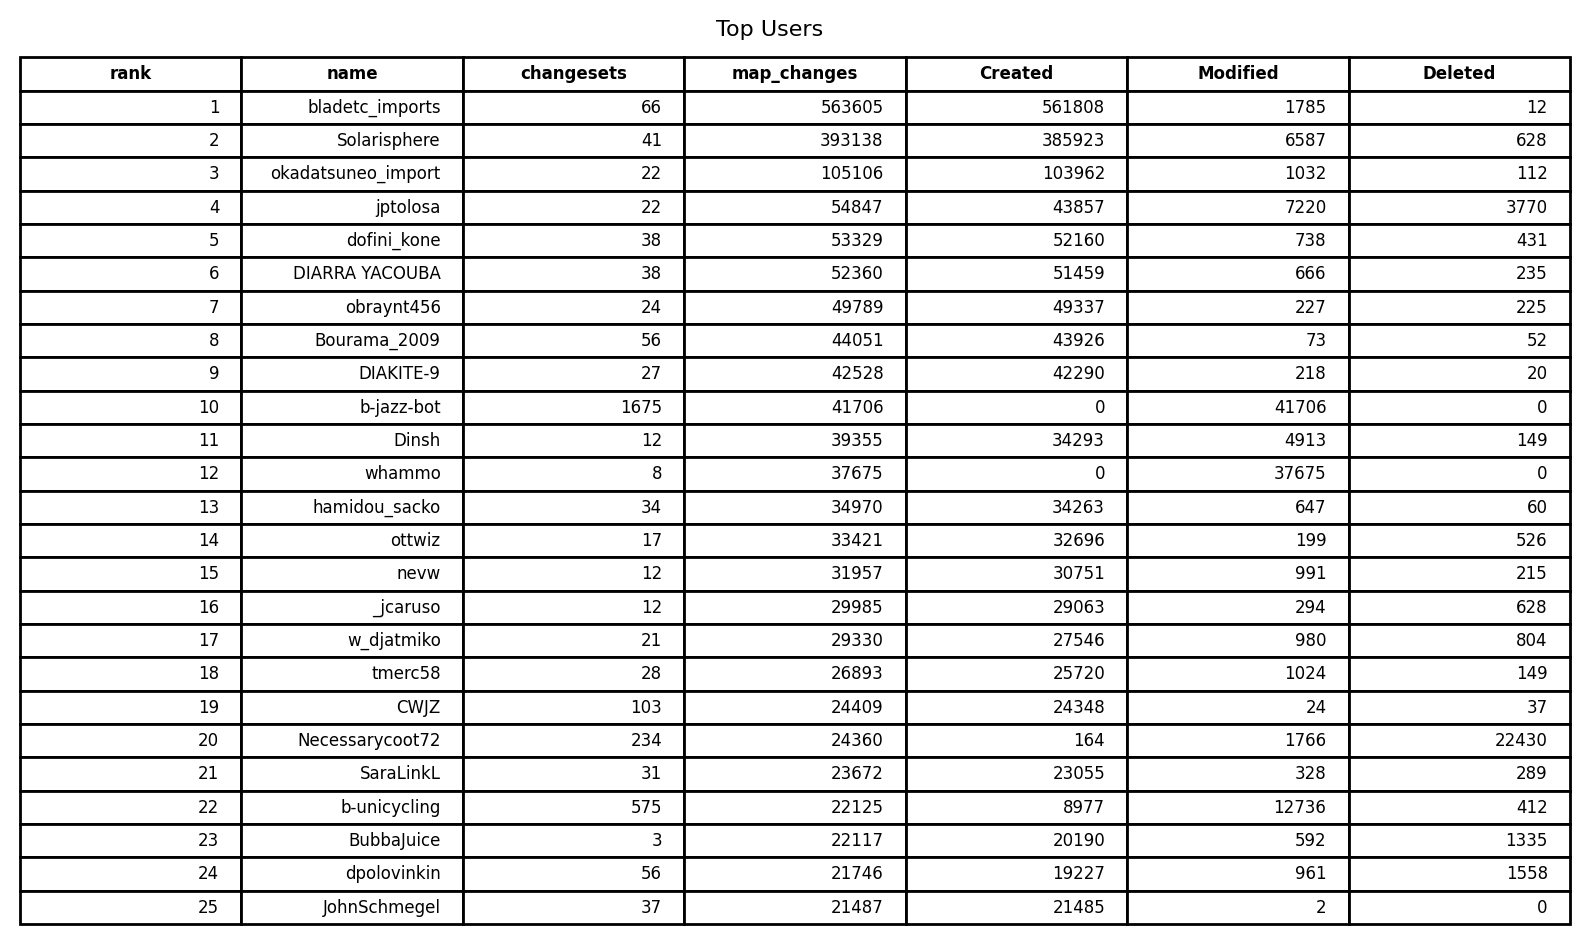 Top Users
rank name changesets map_changes Created Modified Deleted
1 bladetc_imports 66 563605 561808 1785 12
2 Solarisphere 41 393138 385923 6587 628
3 okadatsuneo_import 22 105106 103962 1032 112
4 jptolosa 22 54847 43857 7220 3770
5 dofini_kone 38 53329 52160 738 431
6 DIARRA YACOUBA 38 52360 51459 666 235
7 obraynt456 24 49789 49337 227 225
8 Bourama_2009 56 44051 43926 73 52
9 DIAKITE-9 27 42528 42290 218 20
10 b-jazz-bot 1675 41706 0 41706 0
11 Dinsh 12 39355 34293 4913 149
12 whammo 8 37675 0 37675 0
13 hamidou_sacko 34 34970 34263 647 60
14 ottwiz 17 33421 32696 199 526
15 nevw 12 31957 30751 991 215
16 _jcaruso 12 29985 29063 294 628
17 w_djatmiko 21 29330 27546 980 804
18 tmerc58 28 26893 25720 1024 149
19 CWJZ 103 24409 24348 24 37
20 Necessarycoot72 234 24360 164 1766 22430
21 SaraLinkL 31 23672 23055 328 289
22 b-unicycling 575 22125 8977 12736 412
23 BubbaJuice 3 22117 20190 592 1335
24 dpolovinkin 56 21746 19227 961 1558
25 JohnSchmegel 37 21487 21485 2 0